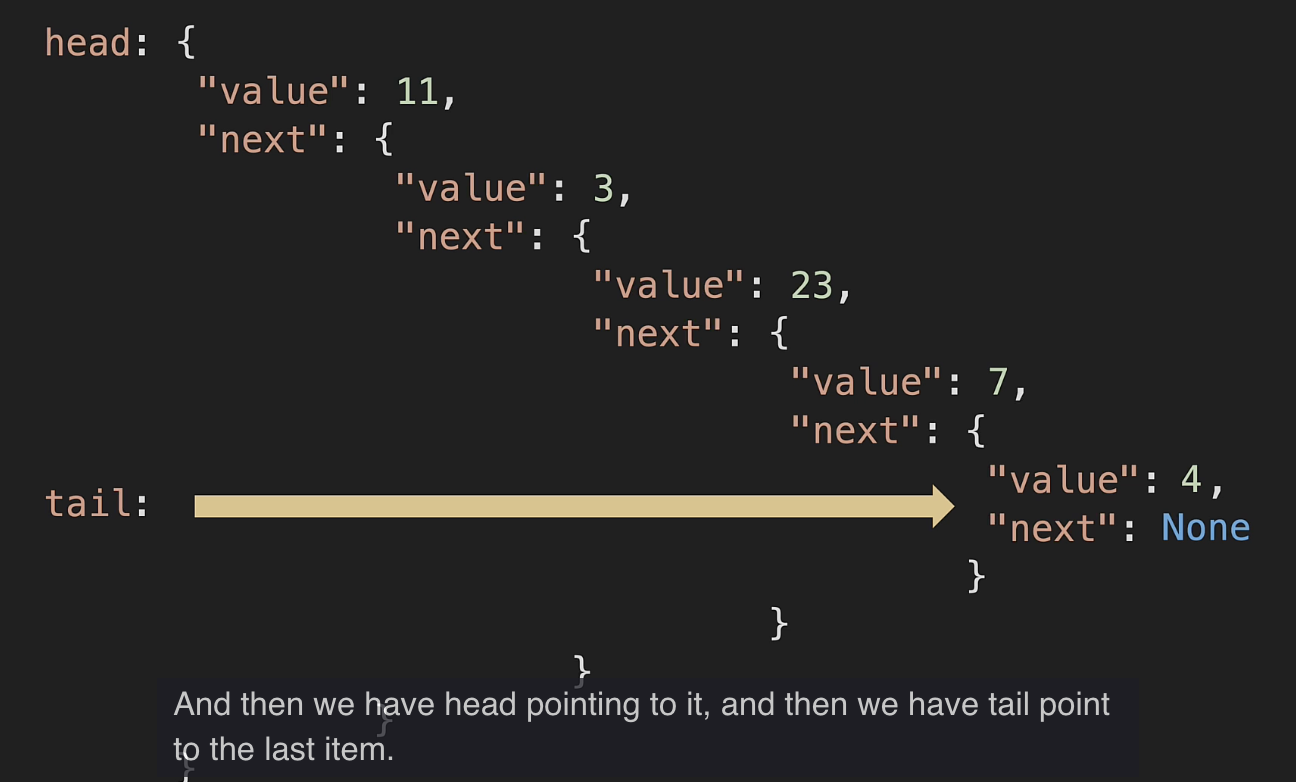 head: {
"value": 11,
"next": {
"value": 3,
"next": {
"value": 23,
"next": {
"value": 7,
"next": {
"value": 4,
tail:
"next": None
}
}
}
}
}
And then we have head pointing to it, and then we have tail point
to the last item.